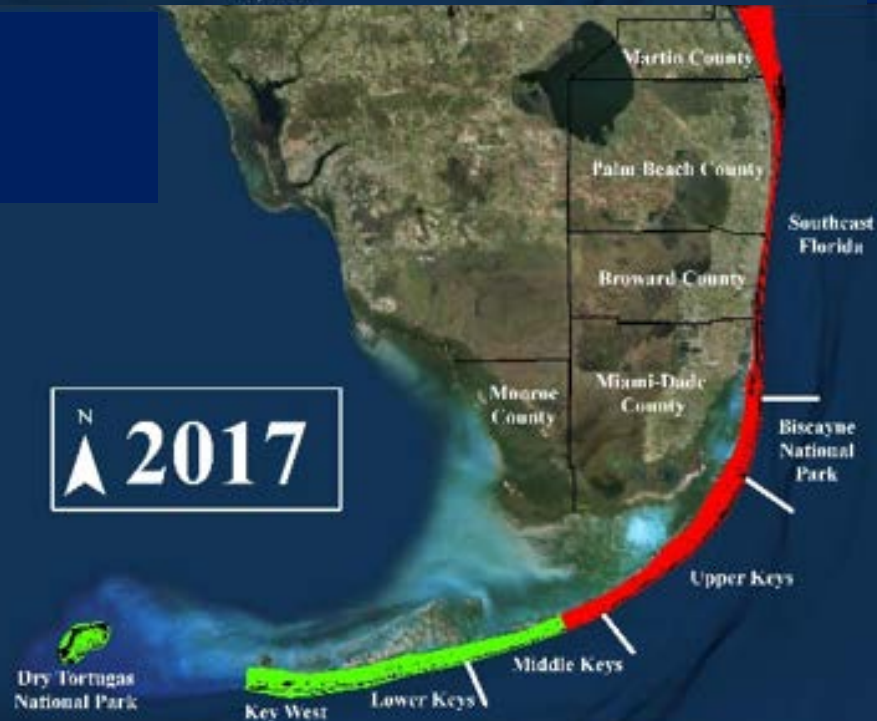 Martin County
Palm Beach County
Southeast
Florida
Broward County
Miami-Dade
County
Monroe
County
N
2017
Biscayne
National
Park
Upper Keys
Middle Keys
Lower Keys
Key West
Dry Tortugas
National Park